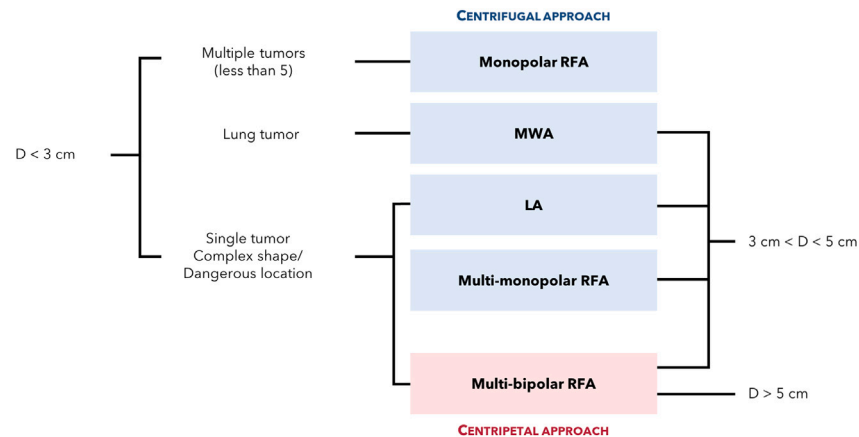 CENTRIFUGAL APPROACH
Multiple tumors
(less than 5)
Monopolar RFA
Lung tumor
MWA
D < 3 cm
LA
Single tumor
Complex shape/
Dangerous location
3 cm < D < 5 cm
Multi-monopolar RFA
Multi-bipolar RFA
D > 5 cm
CENTRIPETAL APPROACH